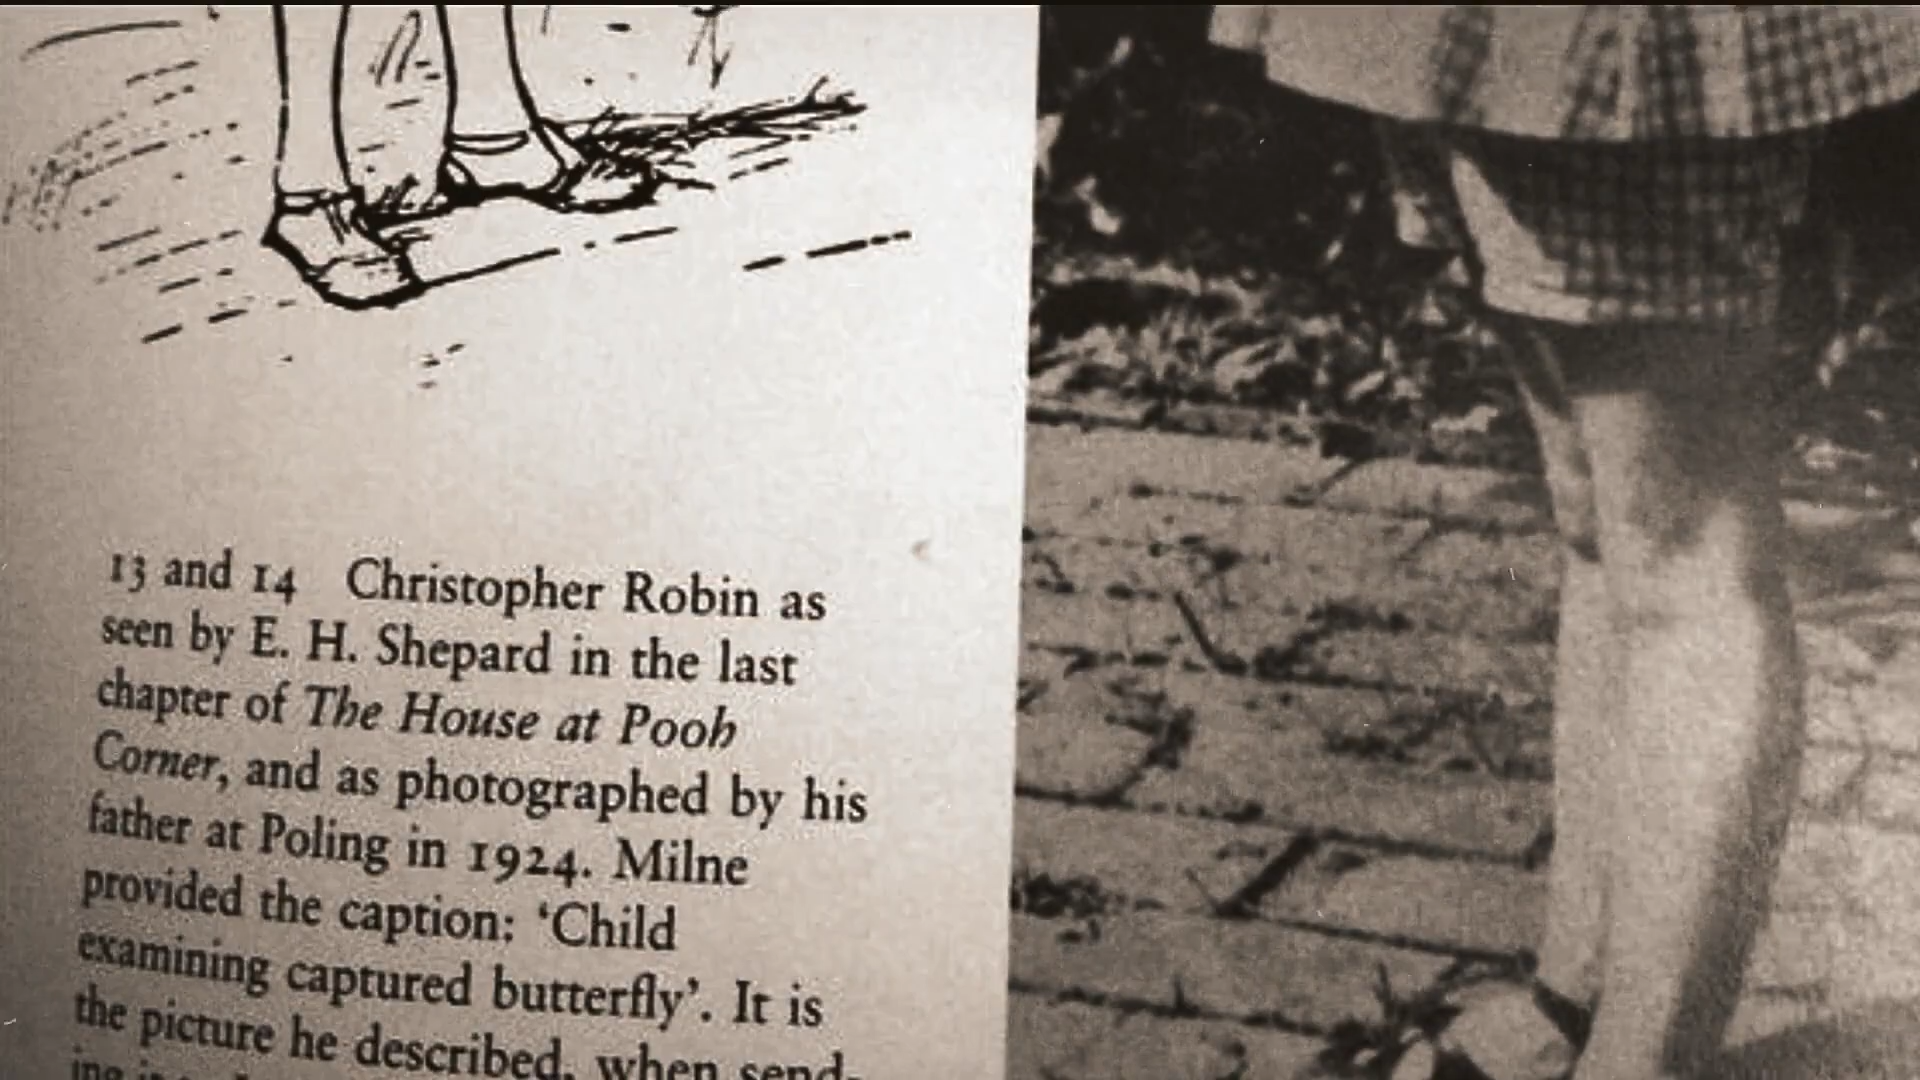 13 and 14 Christopher Robin as
seen by E. H. Shepard in the last
chapter of The House at Pooh
Corner, and as photographed by his
father at Poling in 1924. Milne
provided the caption: ‘Child
examining captured butterfly’. It is
the picture he described, when send-
ing